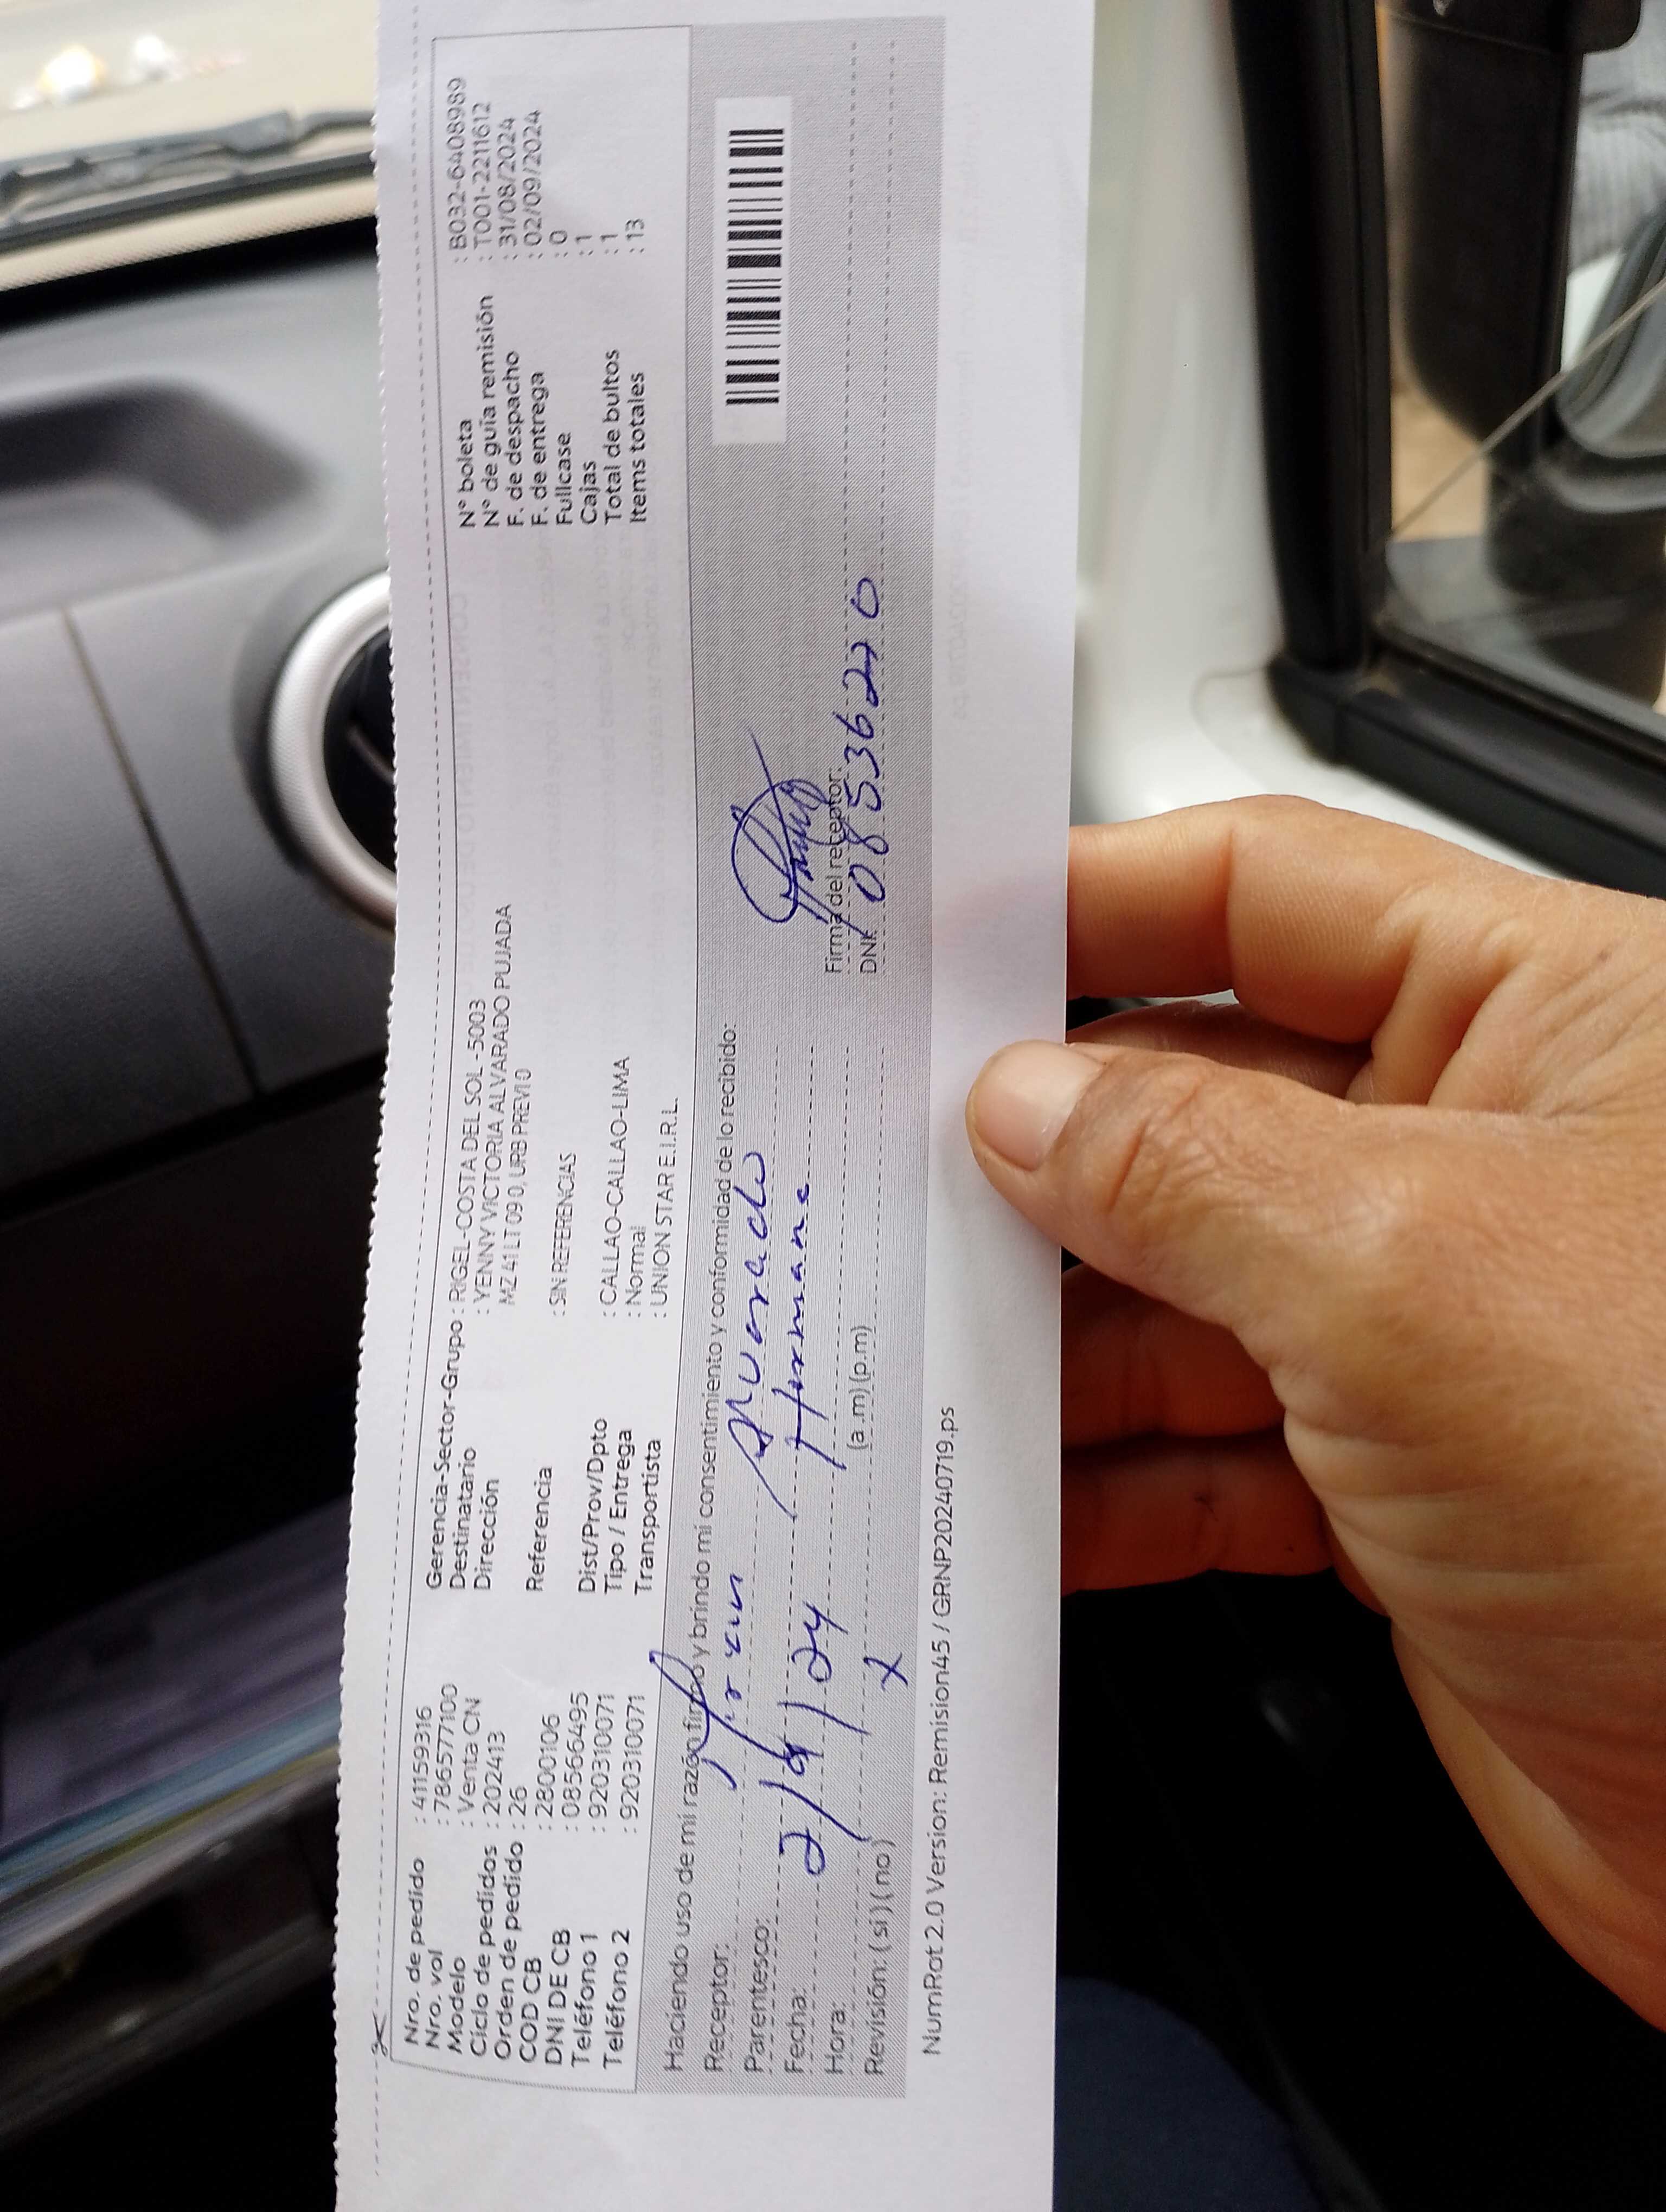 Nro. de pedido : 41159316
Nro. vol : 786577100
Modelo : Venta CN
Ciclo de pedidos : 202413
Orden de pedido : 26
COD CB : 2800106
DNI DE CB : 08566495
Teléfono 1 : 920310071
Teléfono 2 : 920310071
Gerencia-Sector-Grupo : RIGEL-COSTA DEL SOL -5003
Destinatario : YENNY VICTORIA ALVARADO PUJADA
Dirección MZ 41 LT 09 0, URB PREVI 0
Referencia : SIN REFERENCIAS
Dist/Prov/Dpto : CALLAO-CALLAO-LIMA
Tipo / Entrega : Normal
Transportista : UNION STAR E.I.R.L.
N° boleta : B032-6408989
N° de guía remisión : T001-2211612
F. de despacho : 31/08/2024
F. de entrega : 02/09/2024
Fullcase : 0
Cajas : 1
Total de bultos : 1
Items totales : 13
Haciendo uso de mi razón firmo y brindo mi consentimiento y conformidad de lo recibido:
Receptor: Alvarado
Parentesco: Hermana
Fecha: 2/9/24
Hora: (a.m) (p.m)
Revisión: (si) (no) X
Firma del receptor:
DNI: 08536270
NumRot 2.0 Version: Remision45 / GRNP20240719.ps